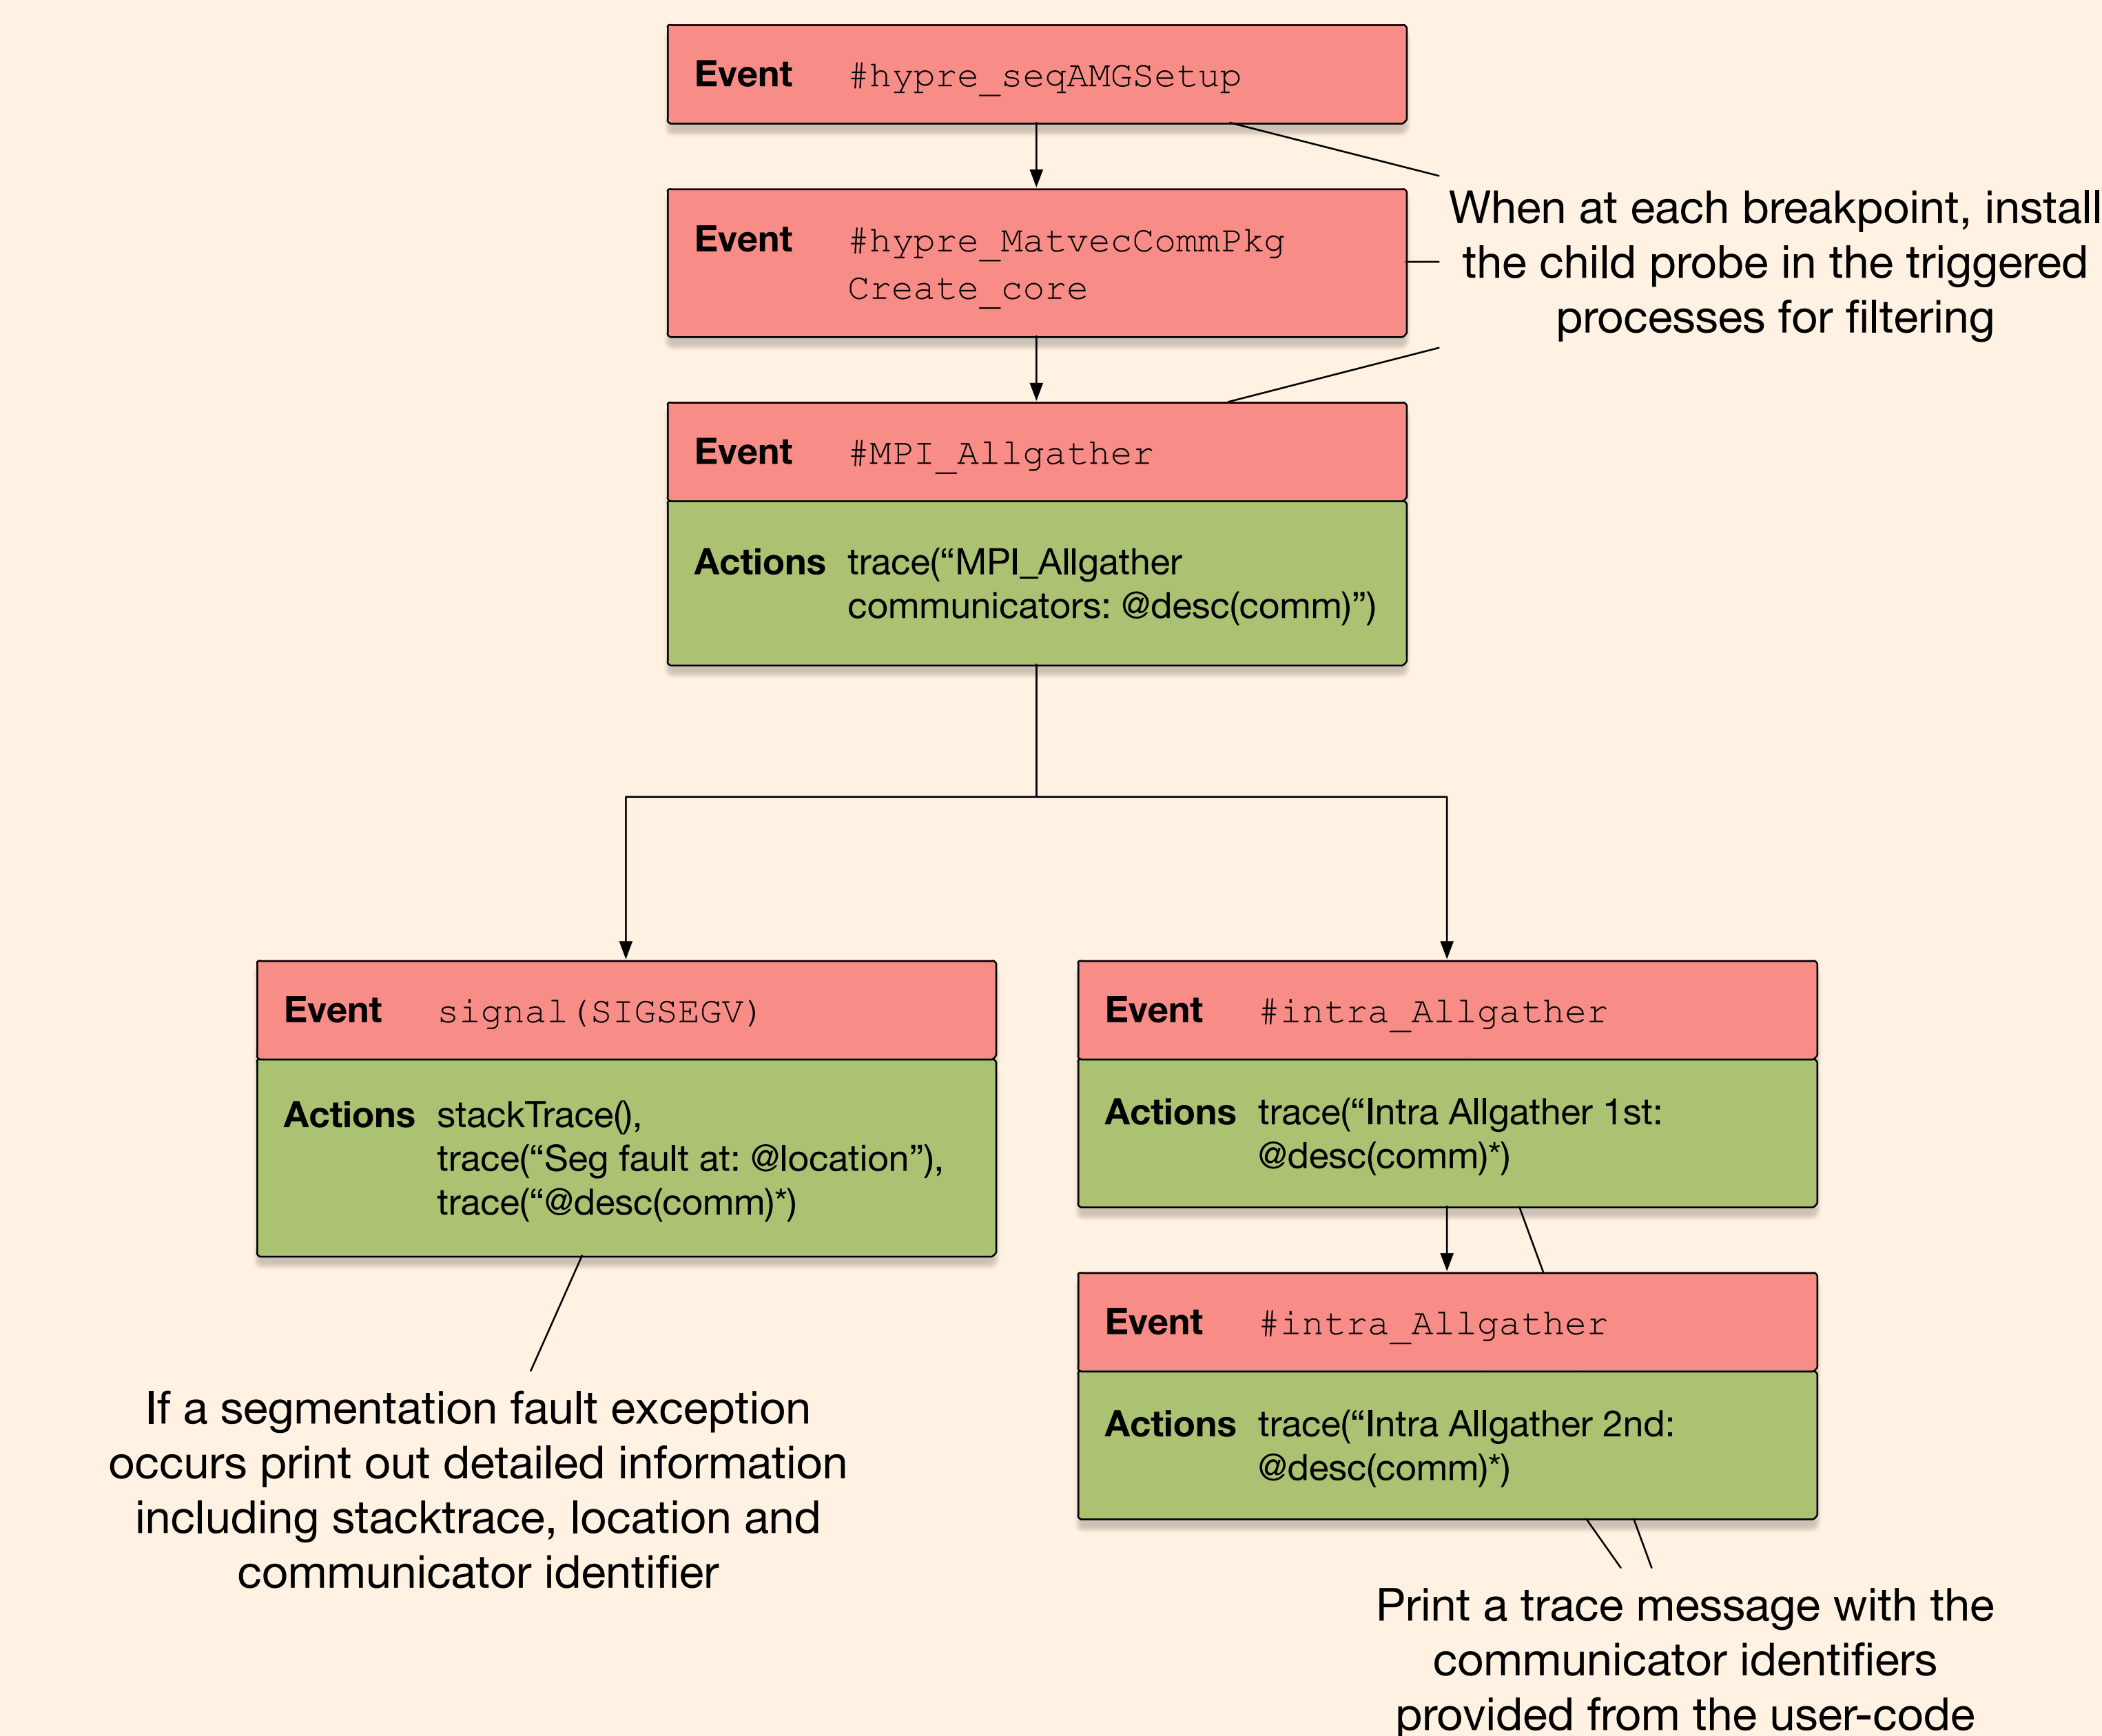 Event #hypre_seqAMGSetup
When at each breakpoint, install
the child probe in the triggered
processes for filtering
Event #hypre_MatvecCommPkg
Create_core
Event #MPI_Allgather
Actions trace(“MPI_Allgather
communicators: @desc(comm)”)
Event signal(SIGSEGV)
Actions stackTrace(),
trace(“Seg fault at: @location”),
trace(“@desc(comm)*)
If a segmentation fault exception
occurs print out detailed information
including stacktrace, location and
communicator identifier
Event #intra_Allgather
Actions trace(“Intra Allgather 1st:
@desc(comm)*)
Event #intra_Allgather
Actions trace(“Intra Allgather 2nd:
@desc(comm)*)
Print a trace message with the
communicator identifiers
provided from the user-code